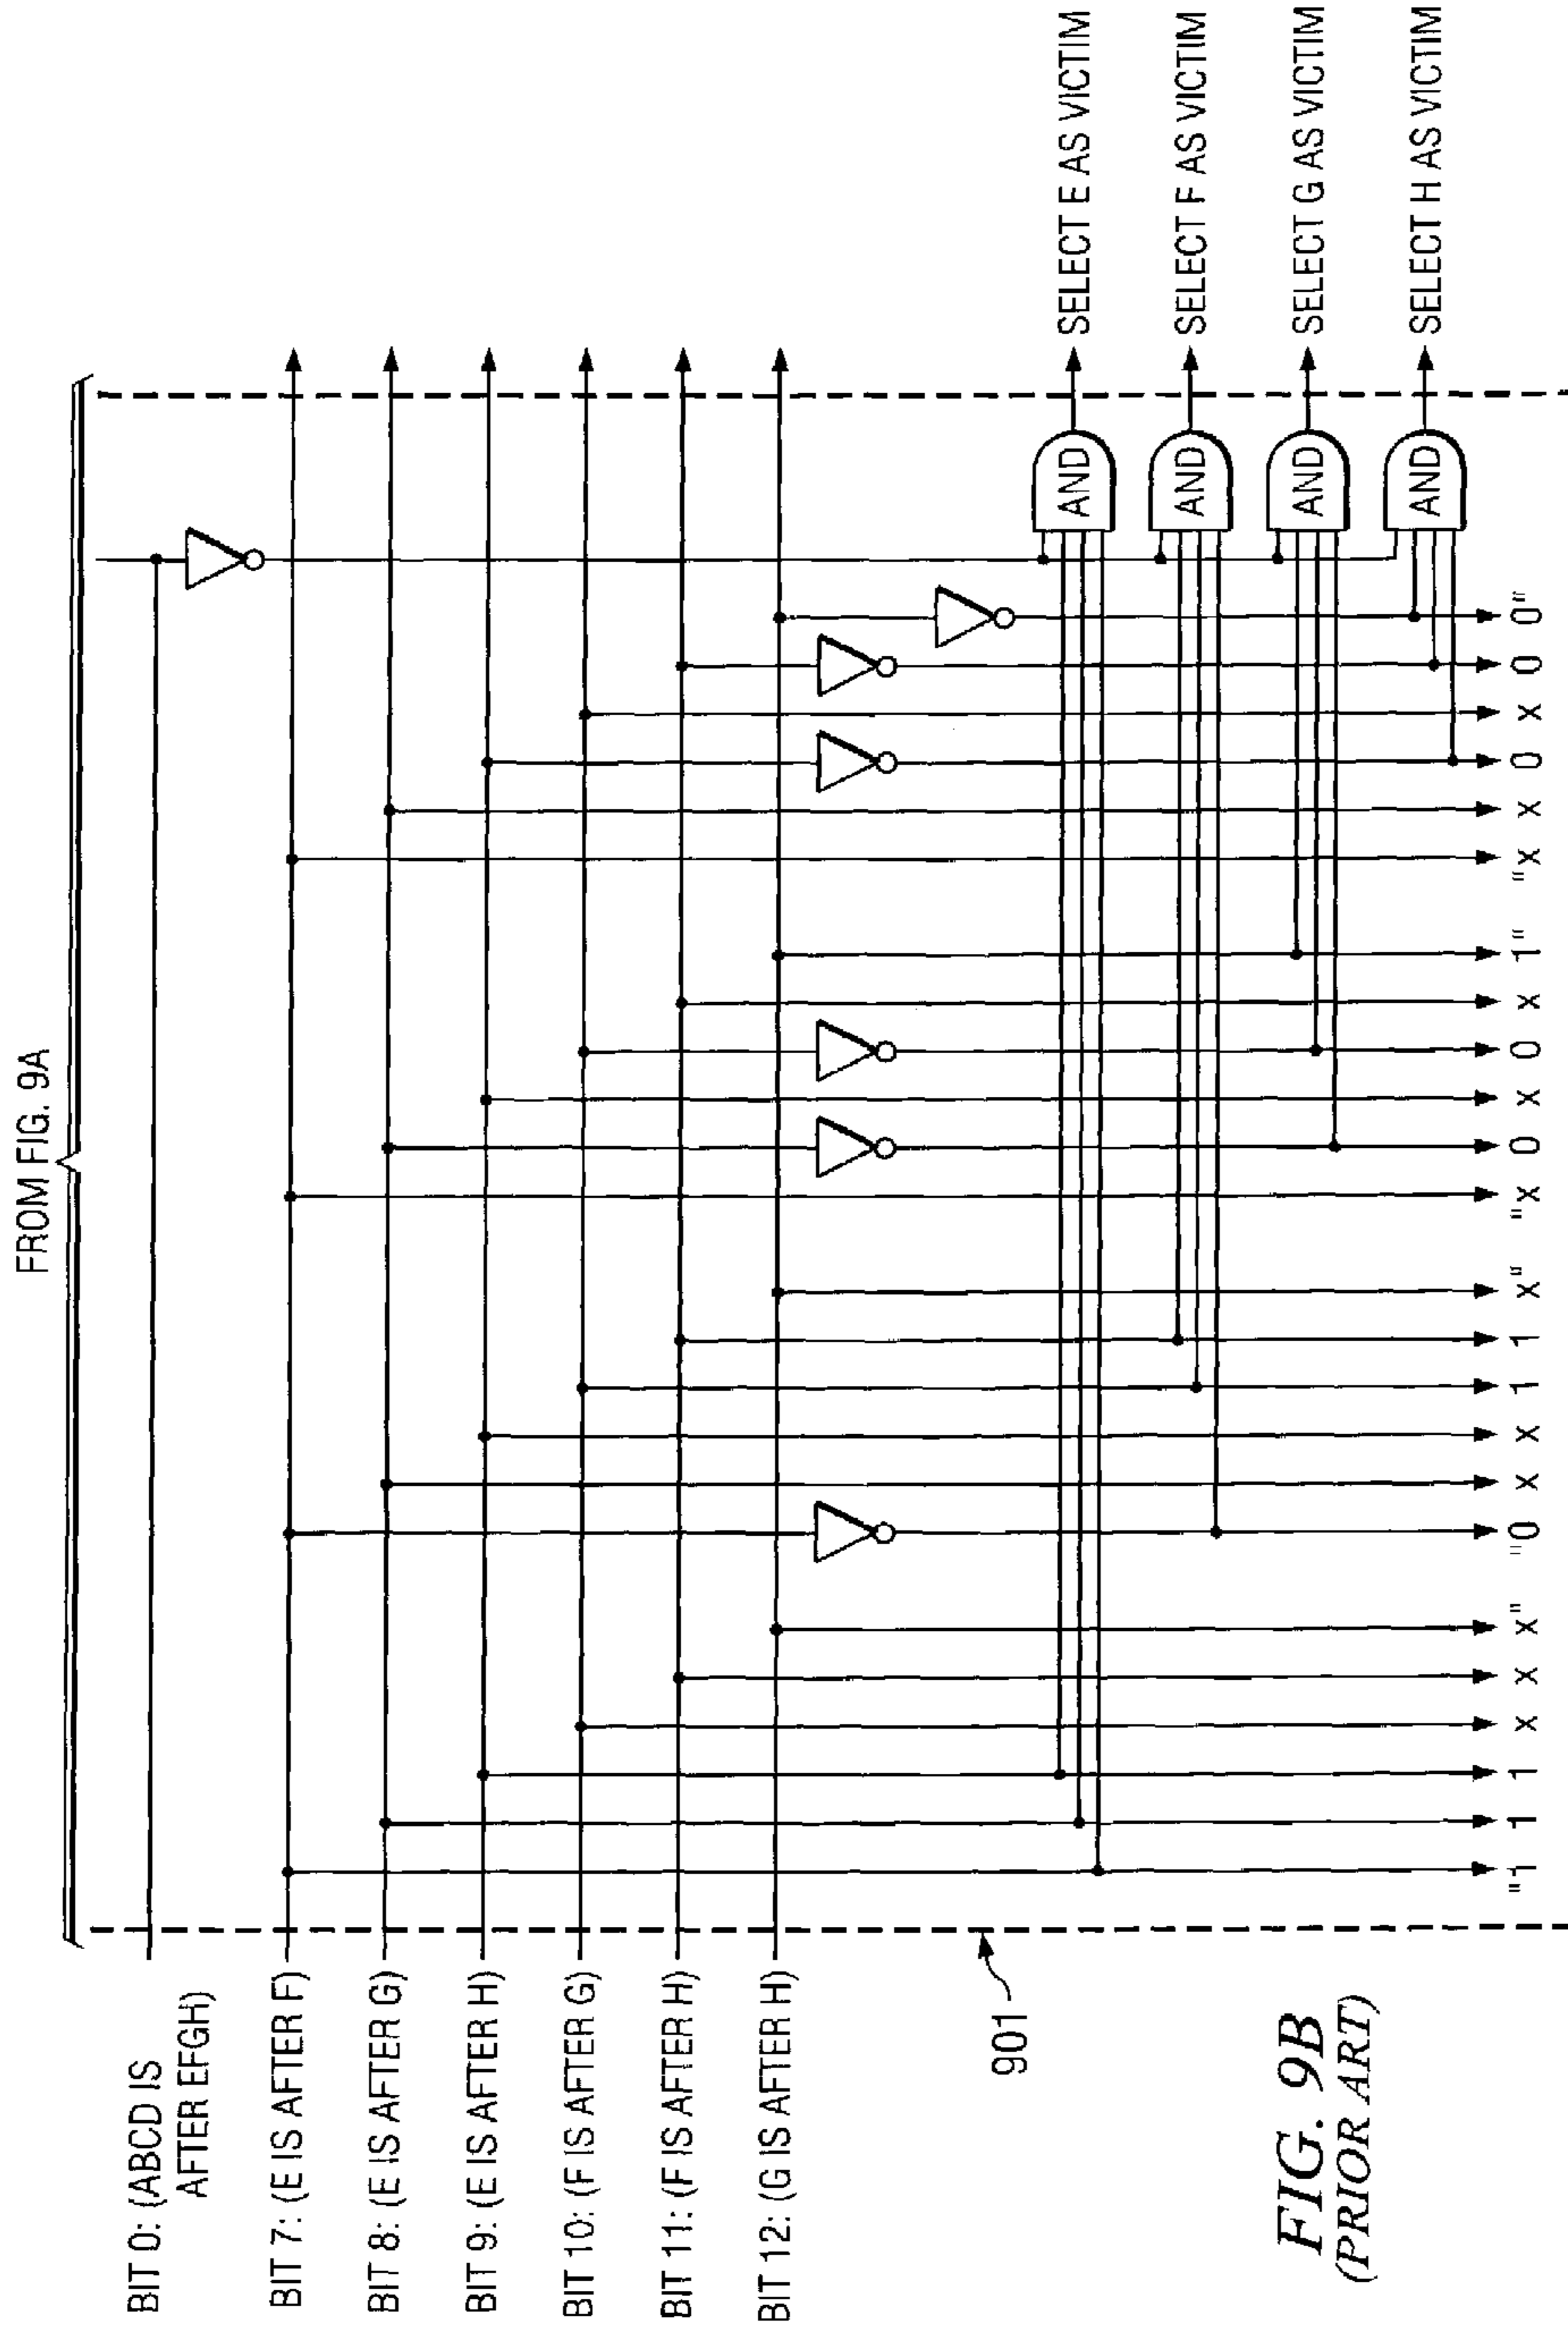 FROM FIG. 9A
BIT 0: (ABCD IS
AFTER EFGH)
BIT 7: (E IS AFTER F)
BIT 8: (E IS AFTER G)
BIT 9: (E IS AFTER H)
BIT 10: (F IS AFTER G)
BIT 11: (F IS AFTER H)
BIT 12: (G IS AFTER H)
901
AND
SELECT E AS VICTIM
AND
SELECT F AS VICTIM
AND
SELECT G AS VICTIM
AND
SELECT H AS VICTIM
"1 1 1 x x x" "0 x x 1 1 x" "x 0 x 0 x 1" "x x 0 x 0 0"
FIG. 9B
(PRIOR ART)